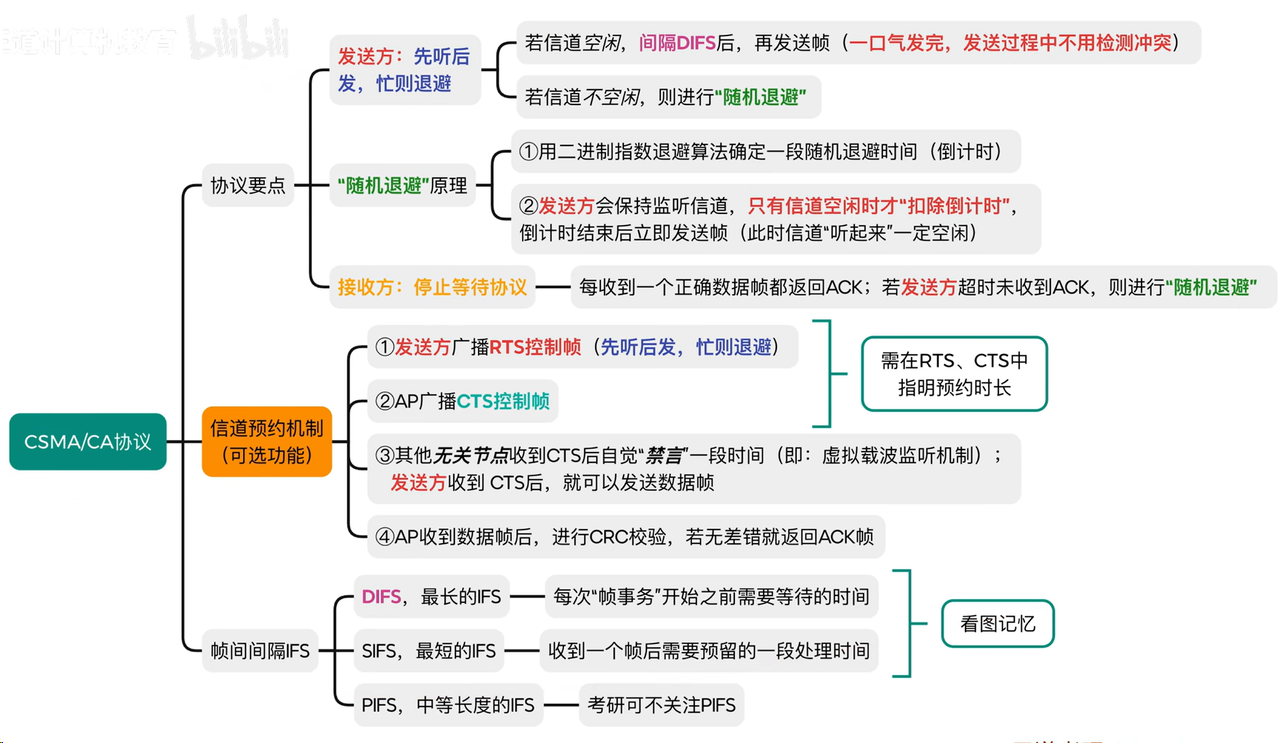 bilibili
CSMA/CA协议
协议要点
发送方：先听后
发，忙则退避
若信道空闲，间隔DIFS后，再发送帧（一口气发完，发送过程中不用检测冲突）
若信道不空闲，则进行“随机退避”
“随机退避”原理
①用二进制指数退避算法确定一段随机退避时间（倒计时）
②发送方会保持监听信道，只有信道空闲时才“扣除倒计时”，
倒计时结束后立即发送帧（此时信道“听起来”一定空闲）
接收方：停止等待协议
每收到一个正确数据帧都返回ACK；若发送方超时未收到ACK，则进行“随机退避”
信道预约机制
（可选功能）
①发送方广播RTS控制帧（先听后发，忙则退避）
②AP广播CTS控制帧
需在RTS、CTS中
指明预约时长
③其他无关节点收到CTS后自觉“禁言”一段时间（即：虚拟载波监听机制）；
发送方收到 CTS后，就可以发送数据帧
④AP收到数据帧后，进行CRC校验，若无差错就返回ACK帧
帧间间隔IFS
DIFS，最长的IFS
每次“帧事务”开始之前需要等待的时间
SIFS，最短的IFS
收到一个帧后需要预留的一段处理时间
看图记忆
PIFS，中等长度的IFS
考研可不关注PIFS